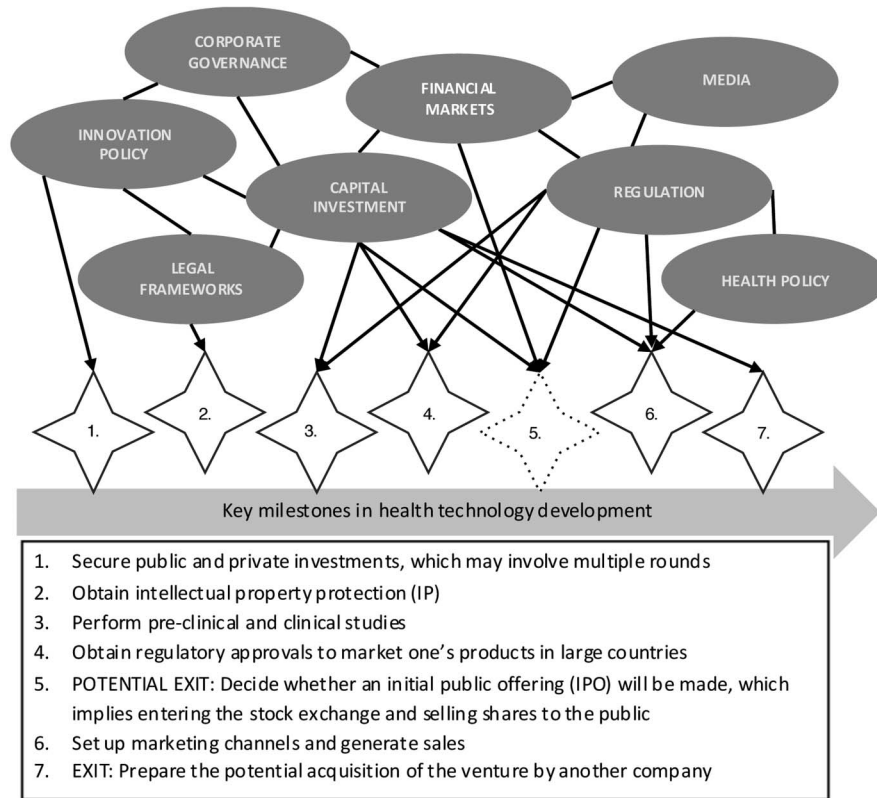 CORPORATE
GOVERNANCE
FINANCIAL
MARKETS
MEDIA
INNOVATION
POLICY
CAPITAL
INVESTMENT
REGULATION
LEGAL
FRAMEWORKS
HEALTH POLICY
1.
2.
3.
4.
5.
6.
7.
Key milestones in health technology development
1. Secure public and private investments, which may involve multiple rounds
2. Obtain intellectual property protection (IP)
3. Perform pre-clinical and clinical studies
4. Obtain regulatory approvals to market one's products in large countries
5. POTENTIAL EXIT: Decide whether an initial public offering (IPO) will be made, which
implies entering the stock exchange and selling shares to the public
6. Set up marketing channels and generate sales
7. EXIT: Prepare the potential acquisition of the venture by another company